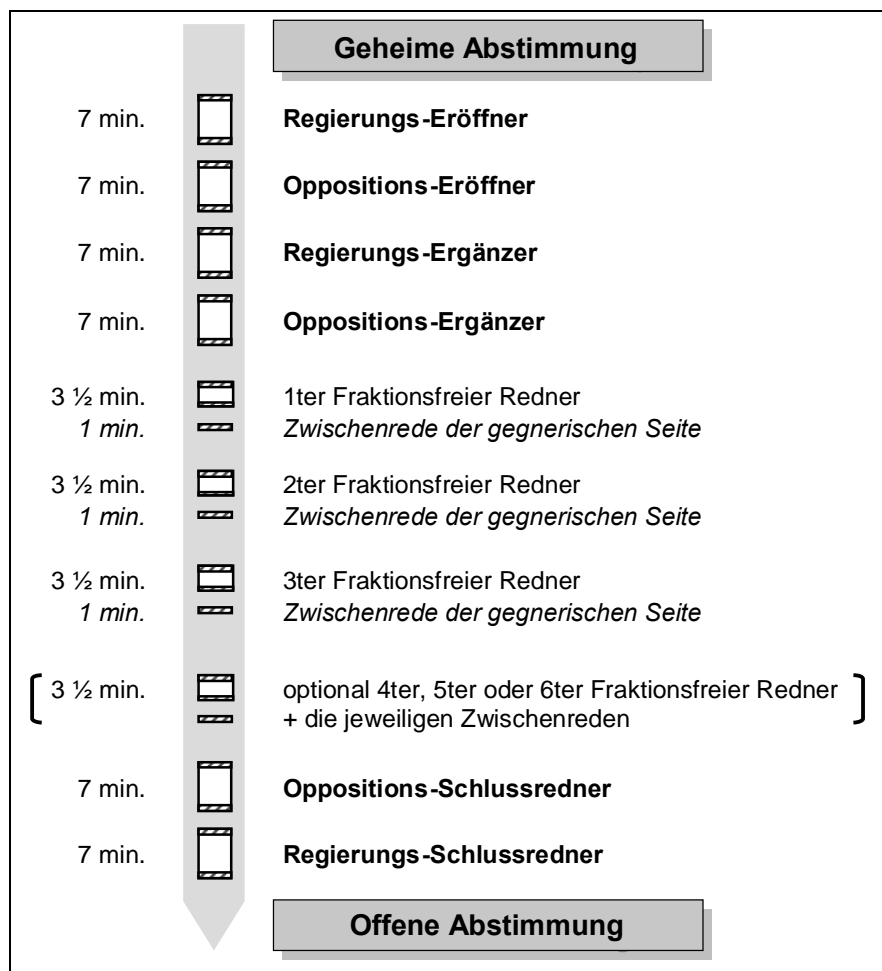 Geheime Abstimmung
7 min. Regierungs-Eröffner
7 min. Oppositions-Eröffner
7 min. Regierungs-Ergänzer
7 min. Oppositions-Ergänzer
3 ½ min. 1ter Fraktionsfreier Redner
1 min. Zwischenrede der gegnerischen Seite
3 ½ min. 2ter Fraktionsfreier Redner
1 min. Zwischenrede der gegnerischen Seite
3 ½ min. 3ter Fraktionsfreier Redner
1 min. Zwischenrede der gegnerischen Seite
3 ½ min. optional 4ter, 5ter oder 6ter Fraktionsfreier Redner
+ die jeweiligen Zwischenreden
7 min. Oppositions-Schlussredner
7 min. Regierungs-Schlussredner
Offene Abstimmung